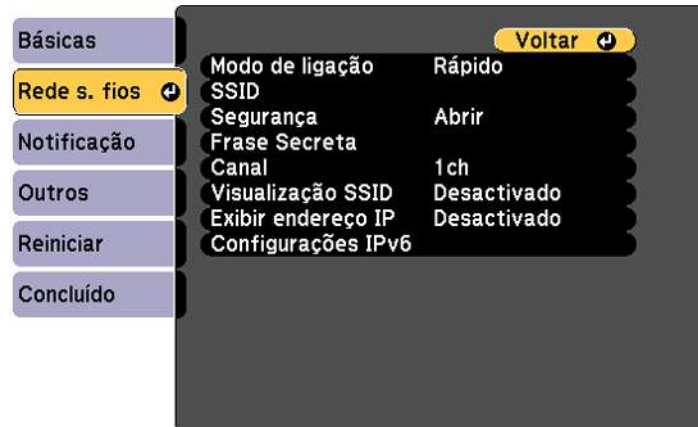 Básicas
Rede s. fios
Notificação
Outros
Reiniciar
Concluído
Voltar
Modo de ligação Rápido
SSID
Segurança Abrir
Frase Secreta
Canal 1ch
Visualização SSID Desactivado
Exibir endereço IP Desactivado
Configurações IPv6